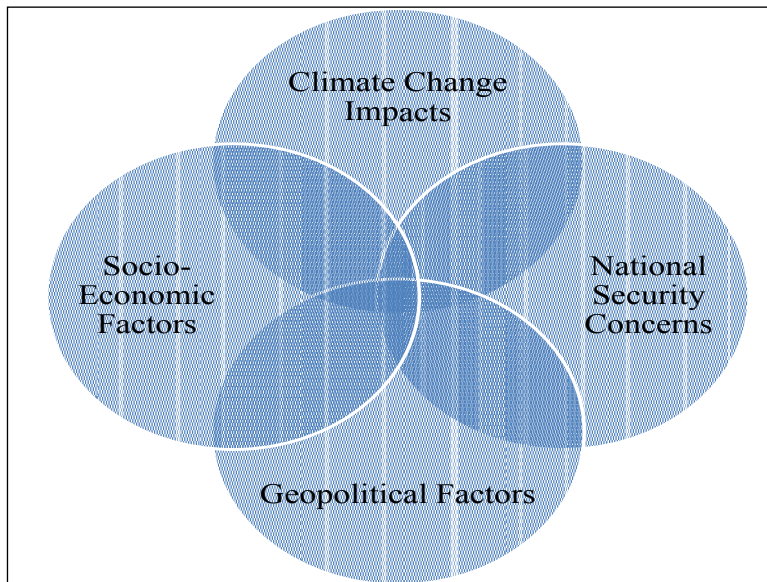 Climate Change
Impacts
Socio-
Economic
Factors
National
Security
Concerns
Geopolitical Factors